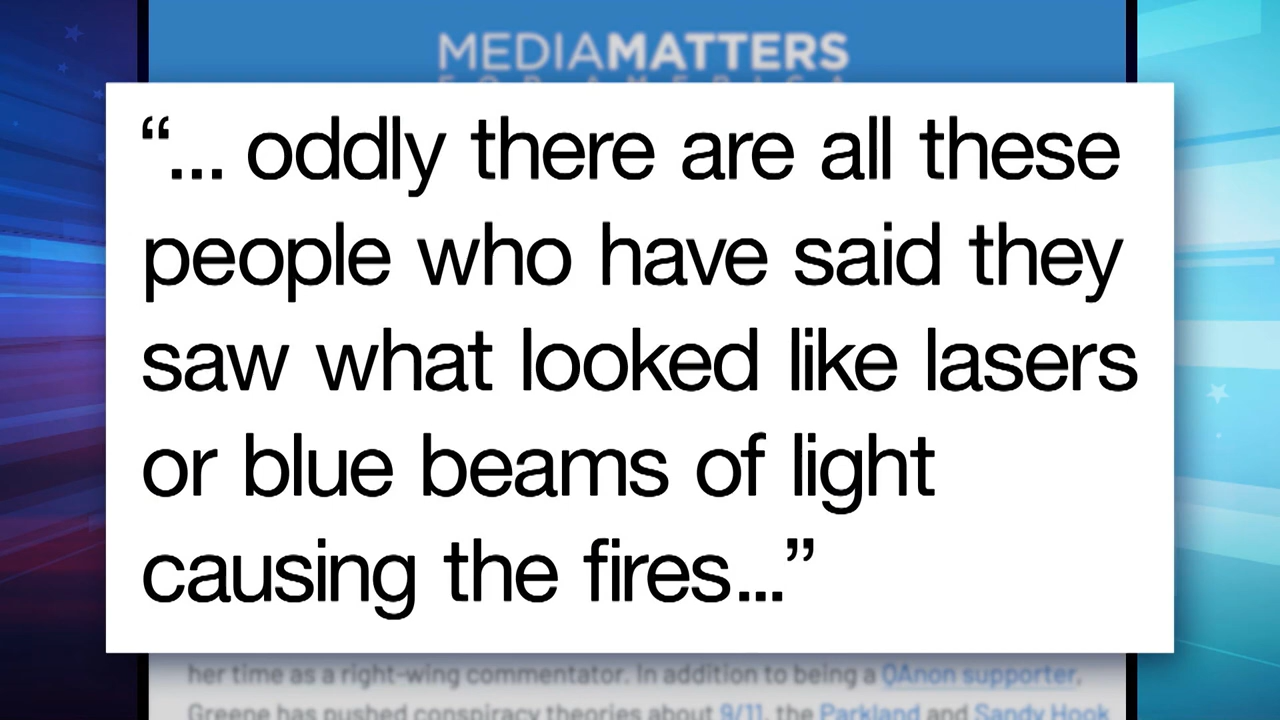 MEDIAMATTERS
FOR AMERICA
“... oddly there are all these
people who have said they
saw what looked like lasers
or blue beams of light
causing the fires...”
her time as a right-wing commentator. In addition to being a QAnon supporter,
Greene has pushed conspiracy theories about 9/11, the Parkland and Sandy Hook